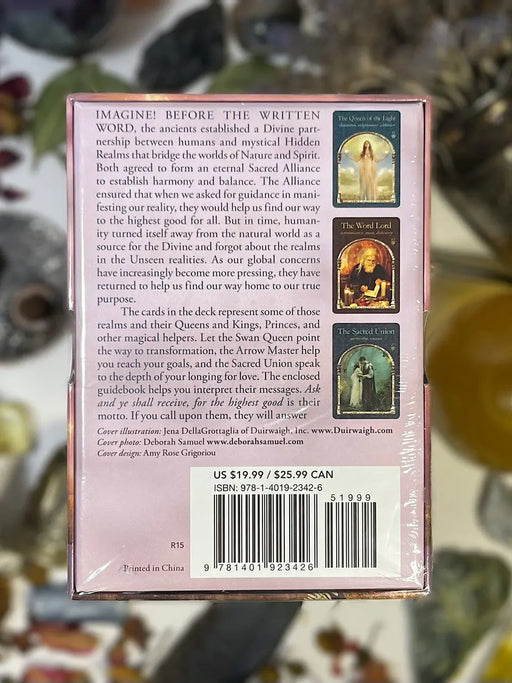 IMAGINE! BEFORE THE WRITTEN
WORD, the ancients established a Divine part-
nership between humans and mystical Hidden
Realms that bridge the worlds of Nature and Spirit.
Both agreed to form an eternal Sacred Alliance
to establish harmony and balance. The Alliance
ensured that when we asked for guidance in mani-
festing our reality, they would help us find our way
to the highest good for all. But in time, human-
ity turned itself away from the natural world as a
source for the Divine and forgot about the realms
in the Unseen realities. As our global concerns
have increasingly become more pressing, they have
returned to help us find our way home to our true
purpose.
The cards in the deck represent some of those
realms and their Queens and Kings, Princes, and
other magical helpers. Let the Swan Queen point
the way to transformation, the Arrow Master help
you reach your goals, and the Sacred Union speak
to the depth of your longing for love. The enclosed
guidebook helps you interpret their messages. Ask
and ye shall receive, for the highest good is their
motto. If you call upon them, they will answer
Cover illustration: Jena DellaGrottaglia of Duirwaigh, Inc. www.Duirwaigh.com
Cover photo: Deborah Samuel www.deborahsamuel.com
Cover design: Amy Rose Grigoriou
The Queen of the Light
The Word Lord
The Sacred Union
US $19.99 / $25.99 CAN
ISBN: 978-1-4019-2342-6
51999
9 781401 923426
R15
Printed in China